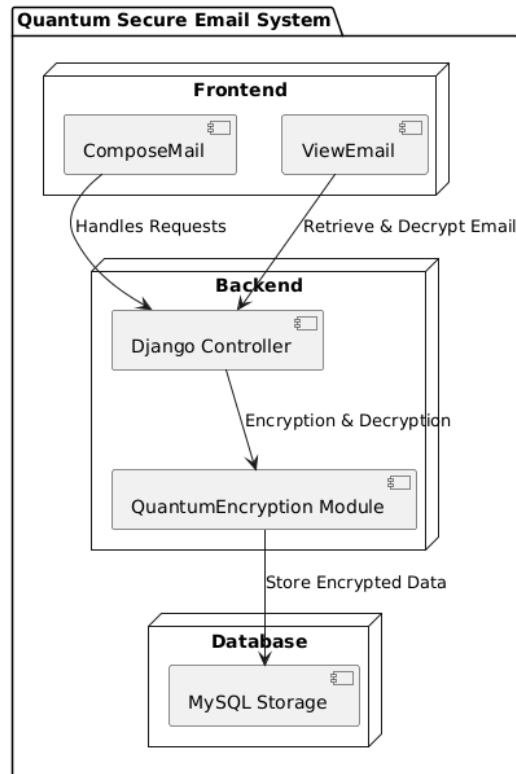 Quantum Secure Email System
Frontend
ComposeMail
ViewEmail
Handles Requests
Retrieve & Decrypt Email
Backend
Django Controller
Encryption & Decryption
QuantumEncryption Module
Store Encrypted Data
Database
MySQL Storage